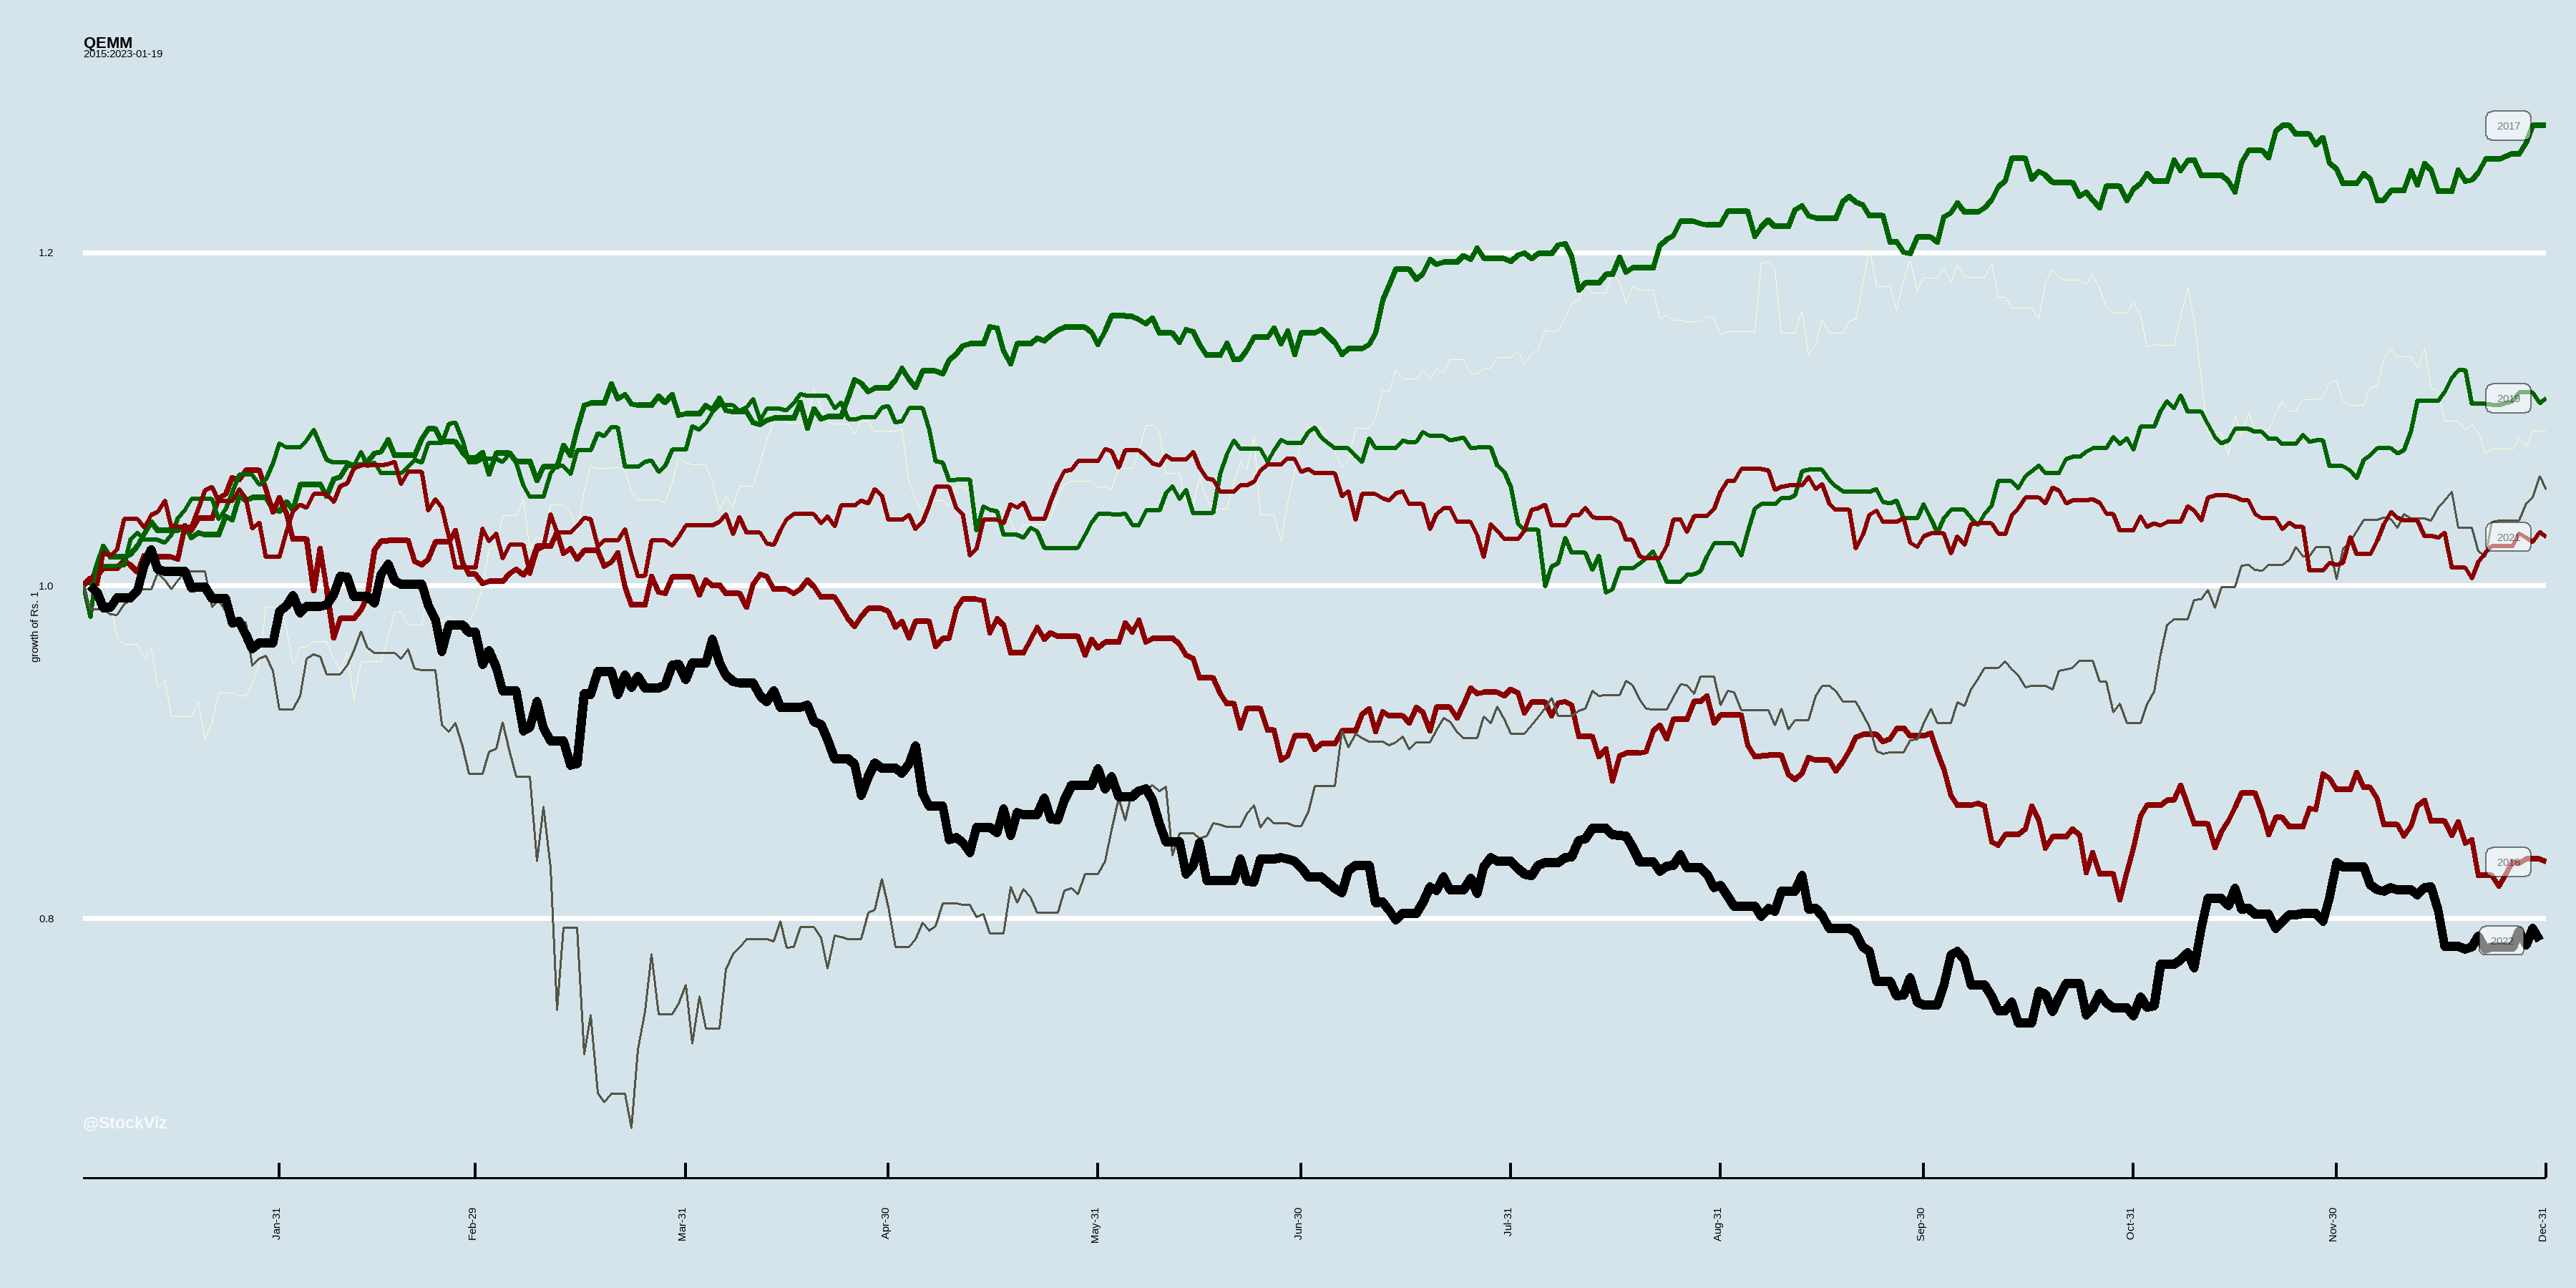 QEMM
2015:2023-01-19
2017
1.2
2019
2021
1.0
growth of Rs. 1
2022
0.8
@StockViz
Jan-31
Feb-29
Mar-31
Apr-30
May-31
Jun-30
Jul-31
Aug-31
Sep-30
Oct-31
Nov-30
Dec-31